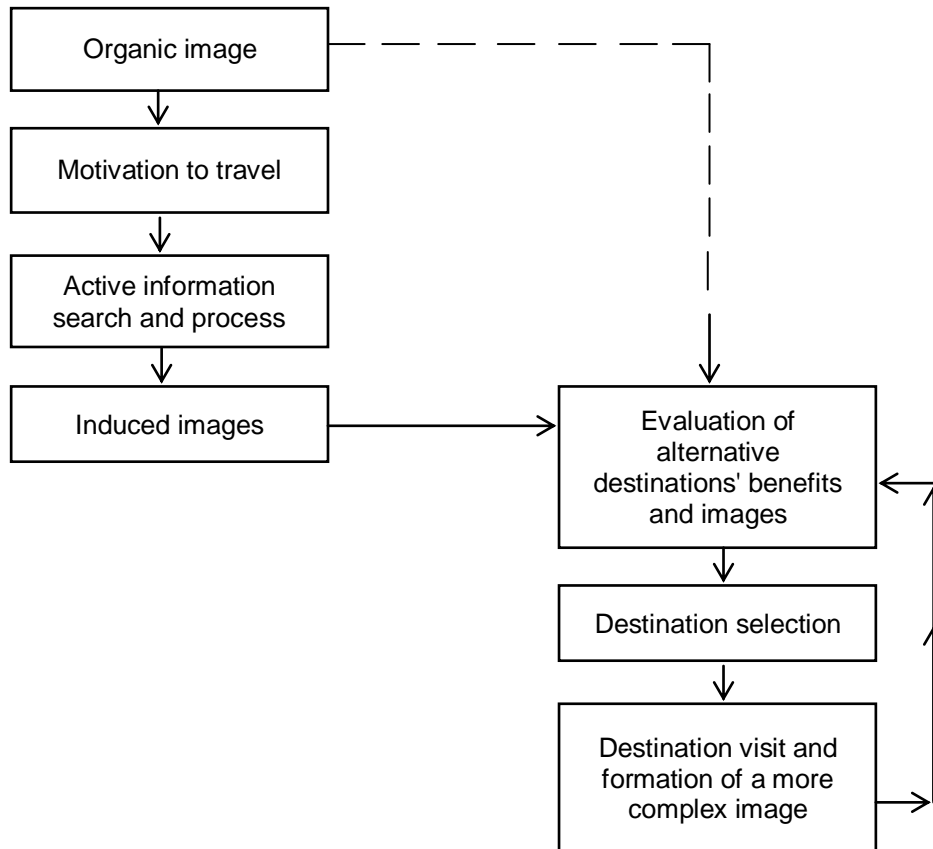 Organic image
Motivation to travel
Active information
search and process
Induced images
Evaluation of
alternative
destinations' benefits
and images
Destination selection
Destination visit and
formation of a more
complex image